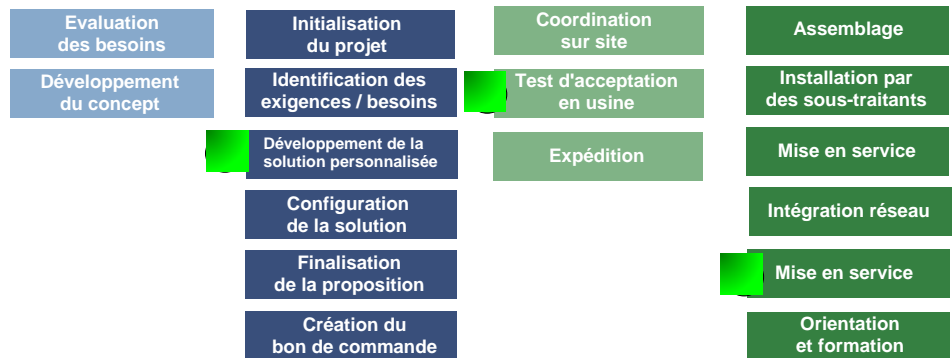 Evaluation
des besoins
Développement
du concept
Initialisation
du projet
Identification des
exigences / besoins
Développement de la
solution personnalisée
Configuration
de la solution
Finalisation
de la proposition
Création du
bon de commande
Coordination
sur site
Test d'acceptation
en usine
Expédition
Assemblage
Installation par
des sous-traitants
Mise en service
Intégration réseau
Mise en service
Orientation
et formation